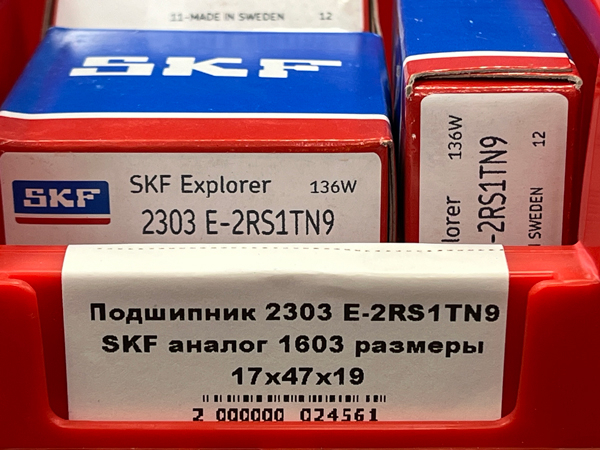 11-MADE IN SWEDEN 12
SKF
SKF
SKF Explorer 136W
2303 E-2RS1TN9
136W
-2RS1TN9
12
SWEDEN
Подшипник 2303 E-2RS1TN9
SKF аналог 1603 размеры
17x47x19
2 000000 024561